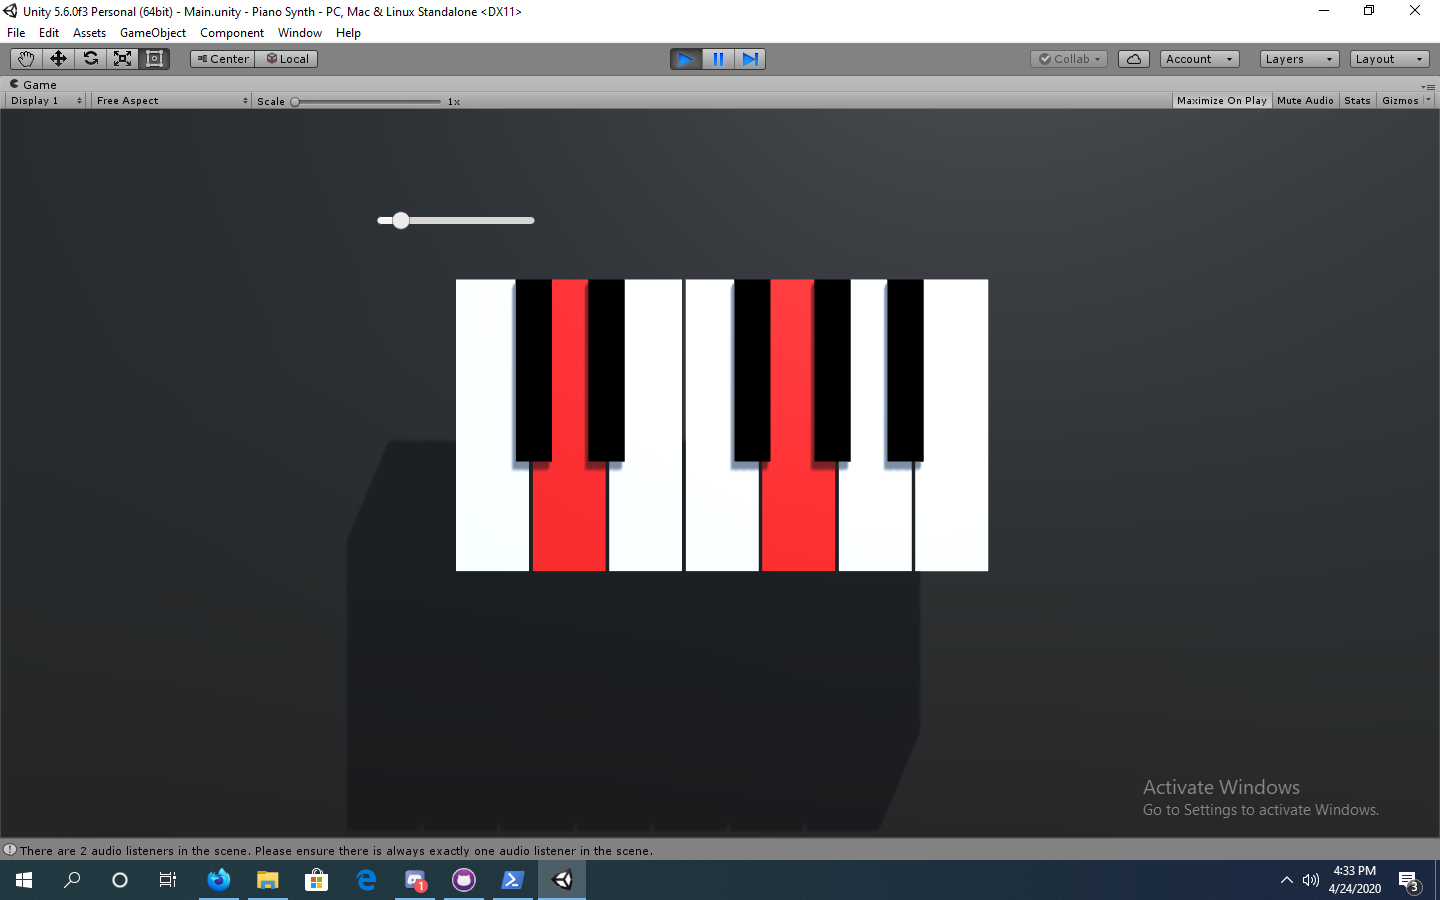 Unity 5.6.0f3 Personal (64bit) - Main.unity - Piano Synth - PC, Mac & Linux Standalone <DX11>
File Edit Assets GameObject Component Window Help
Center Local Collab Account Layers Layout
Game
Display 1 Free Aspect Scale 1x Maximize On Play Mute Audio Stats Gizmos
Activate Windows
Go to Settings to activate Windows.
There are 2 audio listeners in the scene. Please ensure there is always exactly one audio listener in the scene.
1
4:33 PM
4/24/2020
3